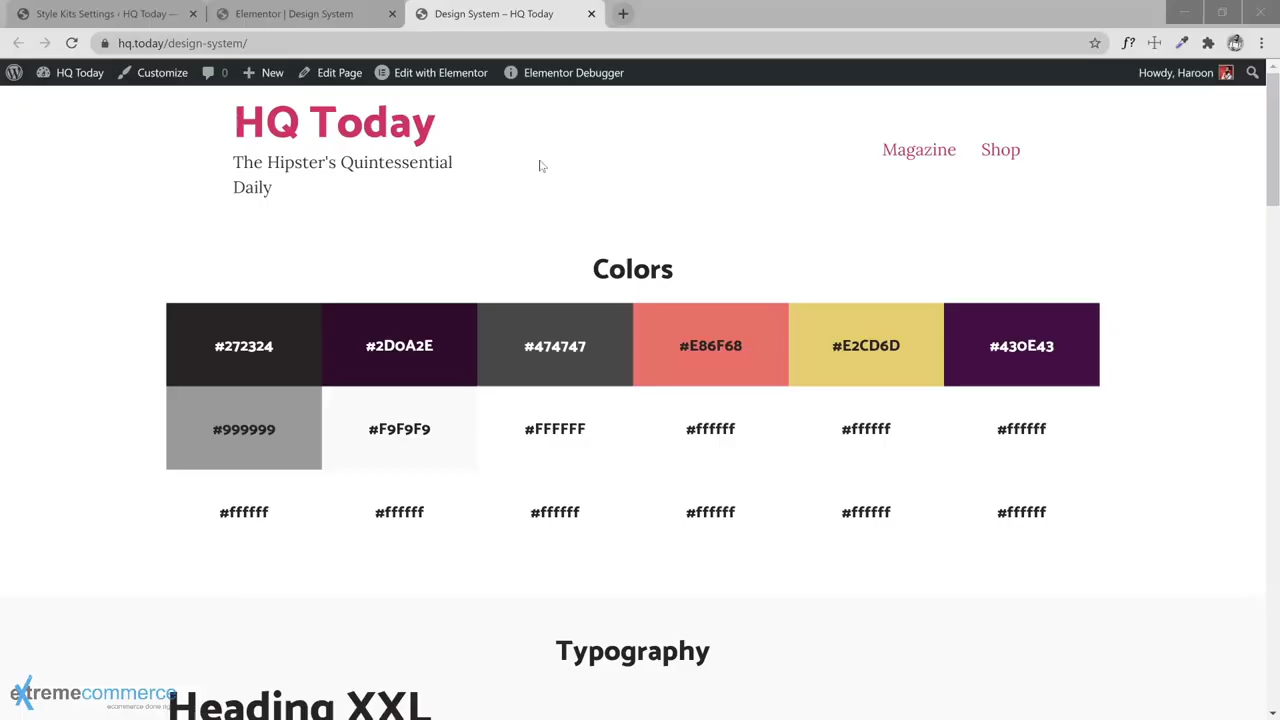 Style Kits Settings ‹ HQ Today —
Elementor | Design System
Design System – HQ Today
hq.today/design-system/
HQ Today
Customize
0
New
Edit Page
Edit with Elementor
Elementor Debugger
Howdy, Haroon
HQ Today
The Hipster's Quintessential
Daily
Magazine
Shop
Colors
#272324
#2D0A2E
#474747
#E86F68
#E2CD6D
#430E43
#999999
#F9F9F9
#FFFFFF
#ffffff
#ffffff
#ffffff
#ffffff
#ffffff
#ffffff
#ffffff
#ffffff
#ffffff
Typography
Heading XXL
extremecommerce